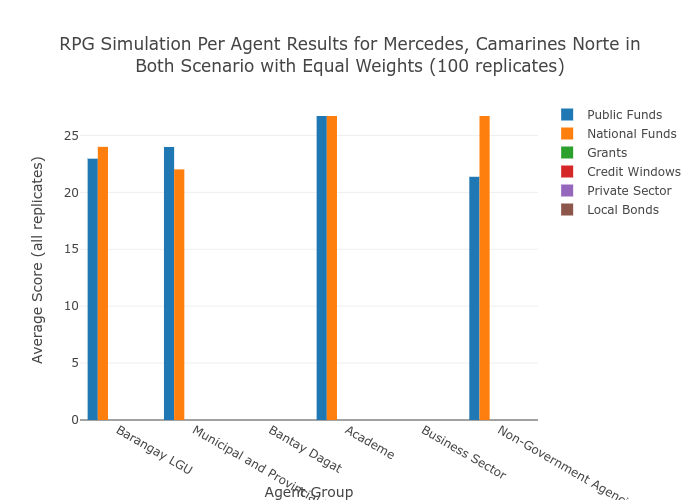 RPG Simulation Per Agent Results for Mercedes, Camarines Norte in
Both Scenario with Equal Weights (100 replicates)
Public Funds
National Funds
Grants
Credit Windows
Private Sector
Local Bonds
Average Score (all replicates)
25
20
15
10
5
0
Barangay LGU
Municipal and
Bantay Dagat
Academe
Business Sector
Non-Government
Agent Group